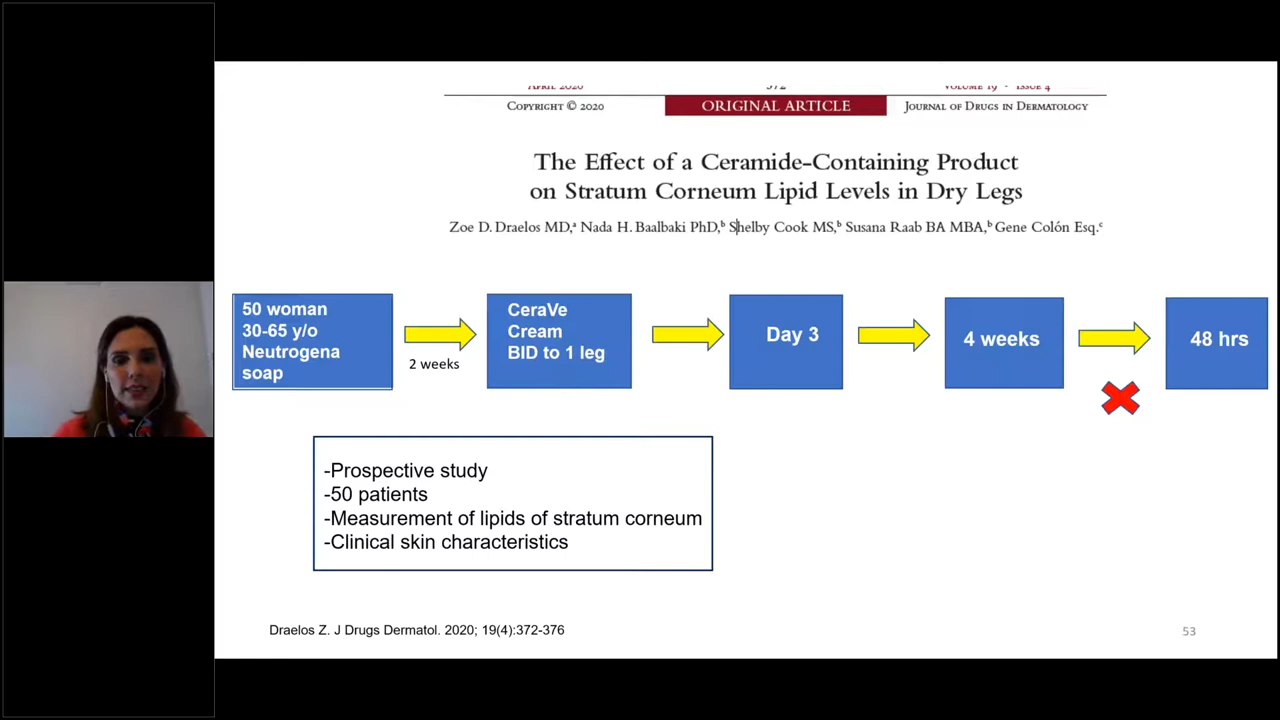 APRIL 2020 372 VOLUME 19 • ISSUE 4
COPYRIGHT © 2020 ORIGINAL ARTICLE JOURNAL OF DRUGS IN DERMATOLOGY
The Effect of a Ceramide-Containing Product
on Stratum Corneum Lipid Levels in Dry Legs
Zoe D. Draelos MD,ᵃ Nada H. Baalbaki PhD,ᵇ Shelby Cook MS,ᵇ Susana Raab BA MBA,ᵇ Gene Colón Esq.ᶜ
50 woman
30-65 y/o
Neutrogena
soap
2 weeks
CeraVe
Cream
BID to 1 leg
Day 3
4 weeks
48 hrs
-Prospective study
-50 patients
-Measurement of lipids of stratum corneum
-Clinical skin characteristics
Draelos Z. J Drugs Dermatol. 2020; 19(4):372-376
53